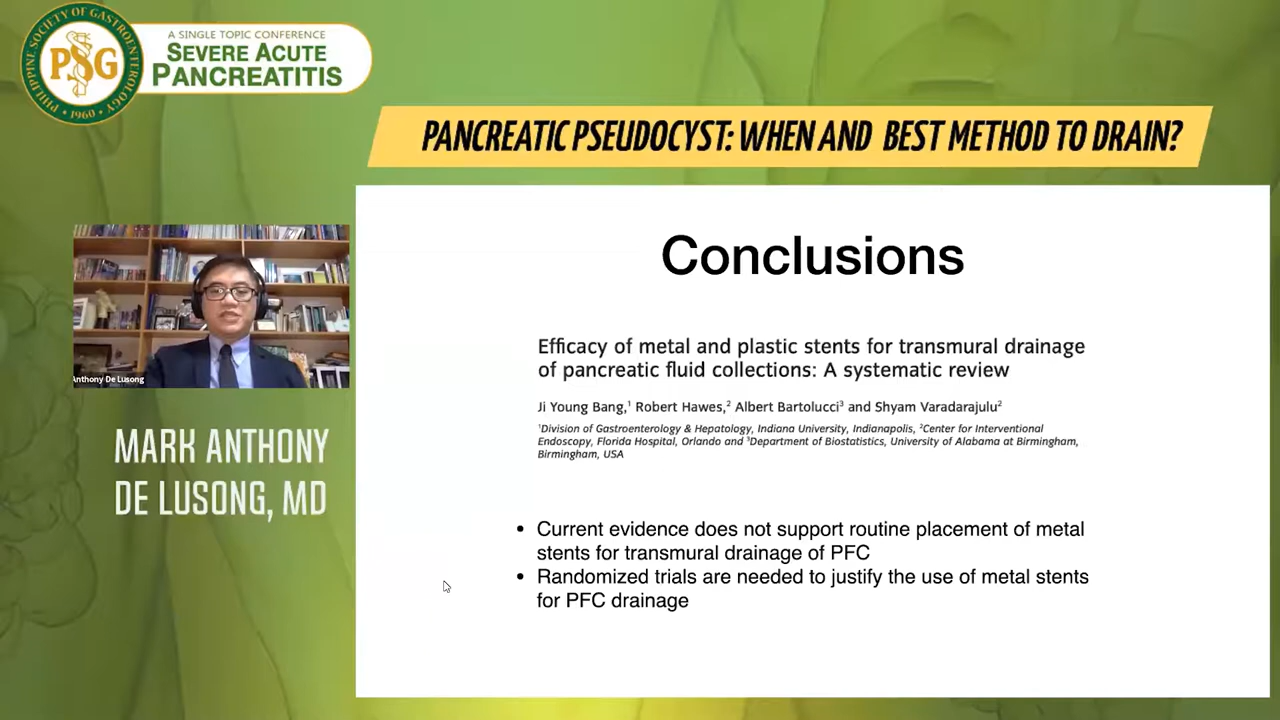 PHILIPPINE SOCIETY OF GASTROENTEROLOGY
PSG
• 1960 •
A SINGLE TOPIC CONFERENCE
SEVERE ACUTE
PANCREATITIS
PANCREATIC PSEUDOCYST: WHEN AND BEST METHOD TO DRAIN?
Anthony De Lusong
MARK ANTHONY
DE LUSONG, MD
Conclusions
Efficacy of metal and plastic stents for transmural drainage
of pancreatic fluid collections: A systematic review
Ji Young Bang,¹ Robert Hawes,² Albert Bartolucci³ and Shyam Varadarajulu²
¹Division of Gastroenterology & Hepatology, Indiana University, Indianapolis, ²Center for Interventional
Endoscopy, Florida Hospital, Orlando and ³Department of Biostatistics, University of Alabama at Birmingham,
Birmingham, USA
• Current evidence does not support routine placement of metal
stents for transmural drainage of PFC
• Randomized trials are needed to justify the use of metal stents
for PFC drainage